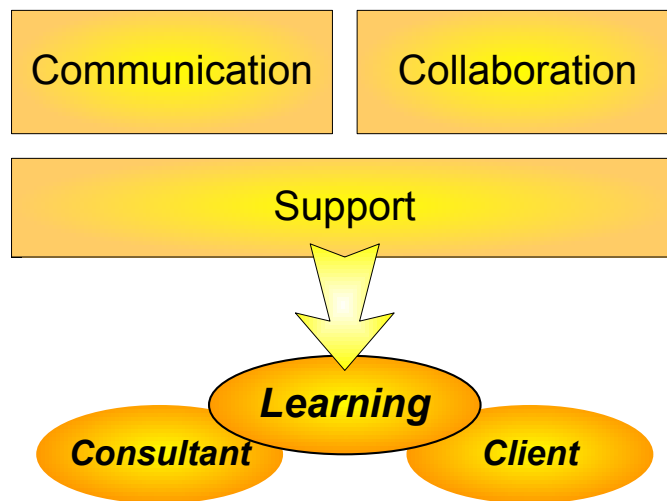 Communication
Collaboration
Support
Learning
Consultant
Client